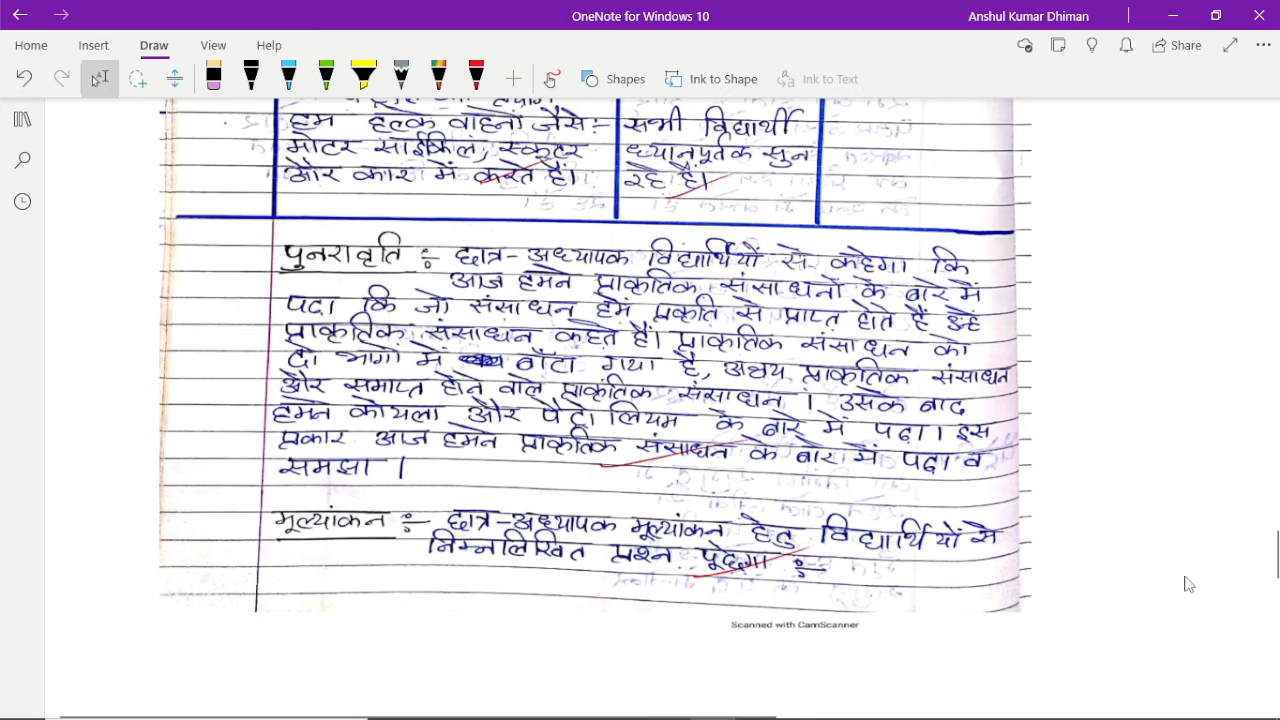 OneNote for Windows 10
Anshul Kumar Dhiman
Home Insert Draw View Help
Share
Shapes
Ink to Shape
Ink to Text
हम हल्के वाहनों जैसे:-
मोटर साईकिल, स्कूटर
और कार में करते हैं।
सभी विद्यार्थी
ध्यानपूर्वक सुन
रहे हैं।
पुनरावृति :- छात्र-अध्यापक विद्यार्थियों से कहेगा कि
आज हमने प्राकृतिक संसाधनों के बारे में
पढ़ा कि जो संसाधन हमें प्रकृति से प्राप्त होते हैं उन्हें
प्राकृतिक संसाधन कहते हैं। प्राकृतिक संसाधन को
दो भागों में बाँटा गया है, अक्षय प्राकृतिक संसाधन
और समाप्त होने वाले प्राकृतिक संसाधन। उसके बाद
हमने कोयला और पैट्रोलियम के बारे में पढ़ा। इस
प्रकार आज हमने प्राकृतिक संसाधन के बारे में पढ़ा व
समझा।
मूल्यांकन :- छात्र-अध्यापक मूल्यांकन हेतु विद्यार्थियों से
निम्नलिखित प्रश्न पूछेगा :-
Scanned with CamScanner